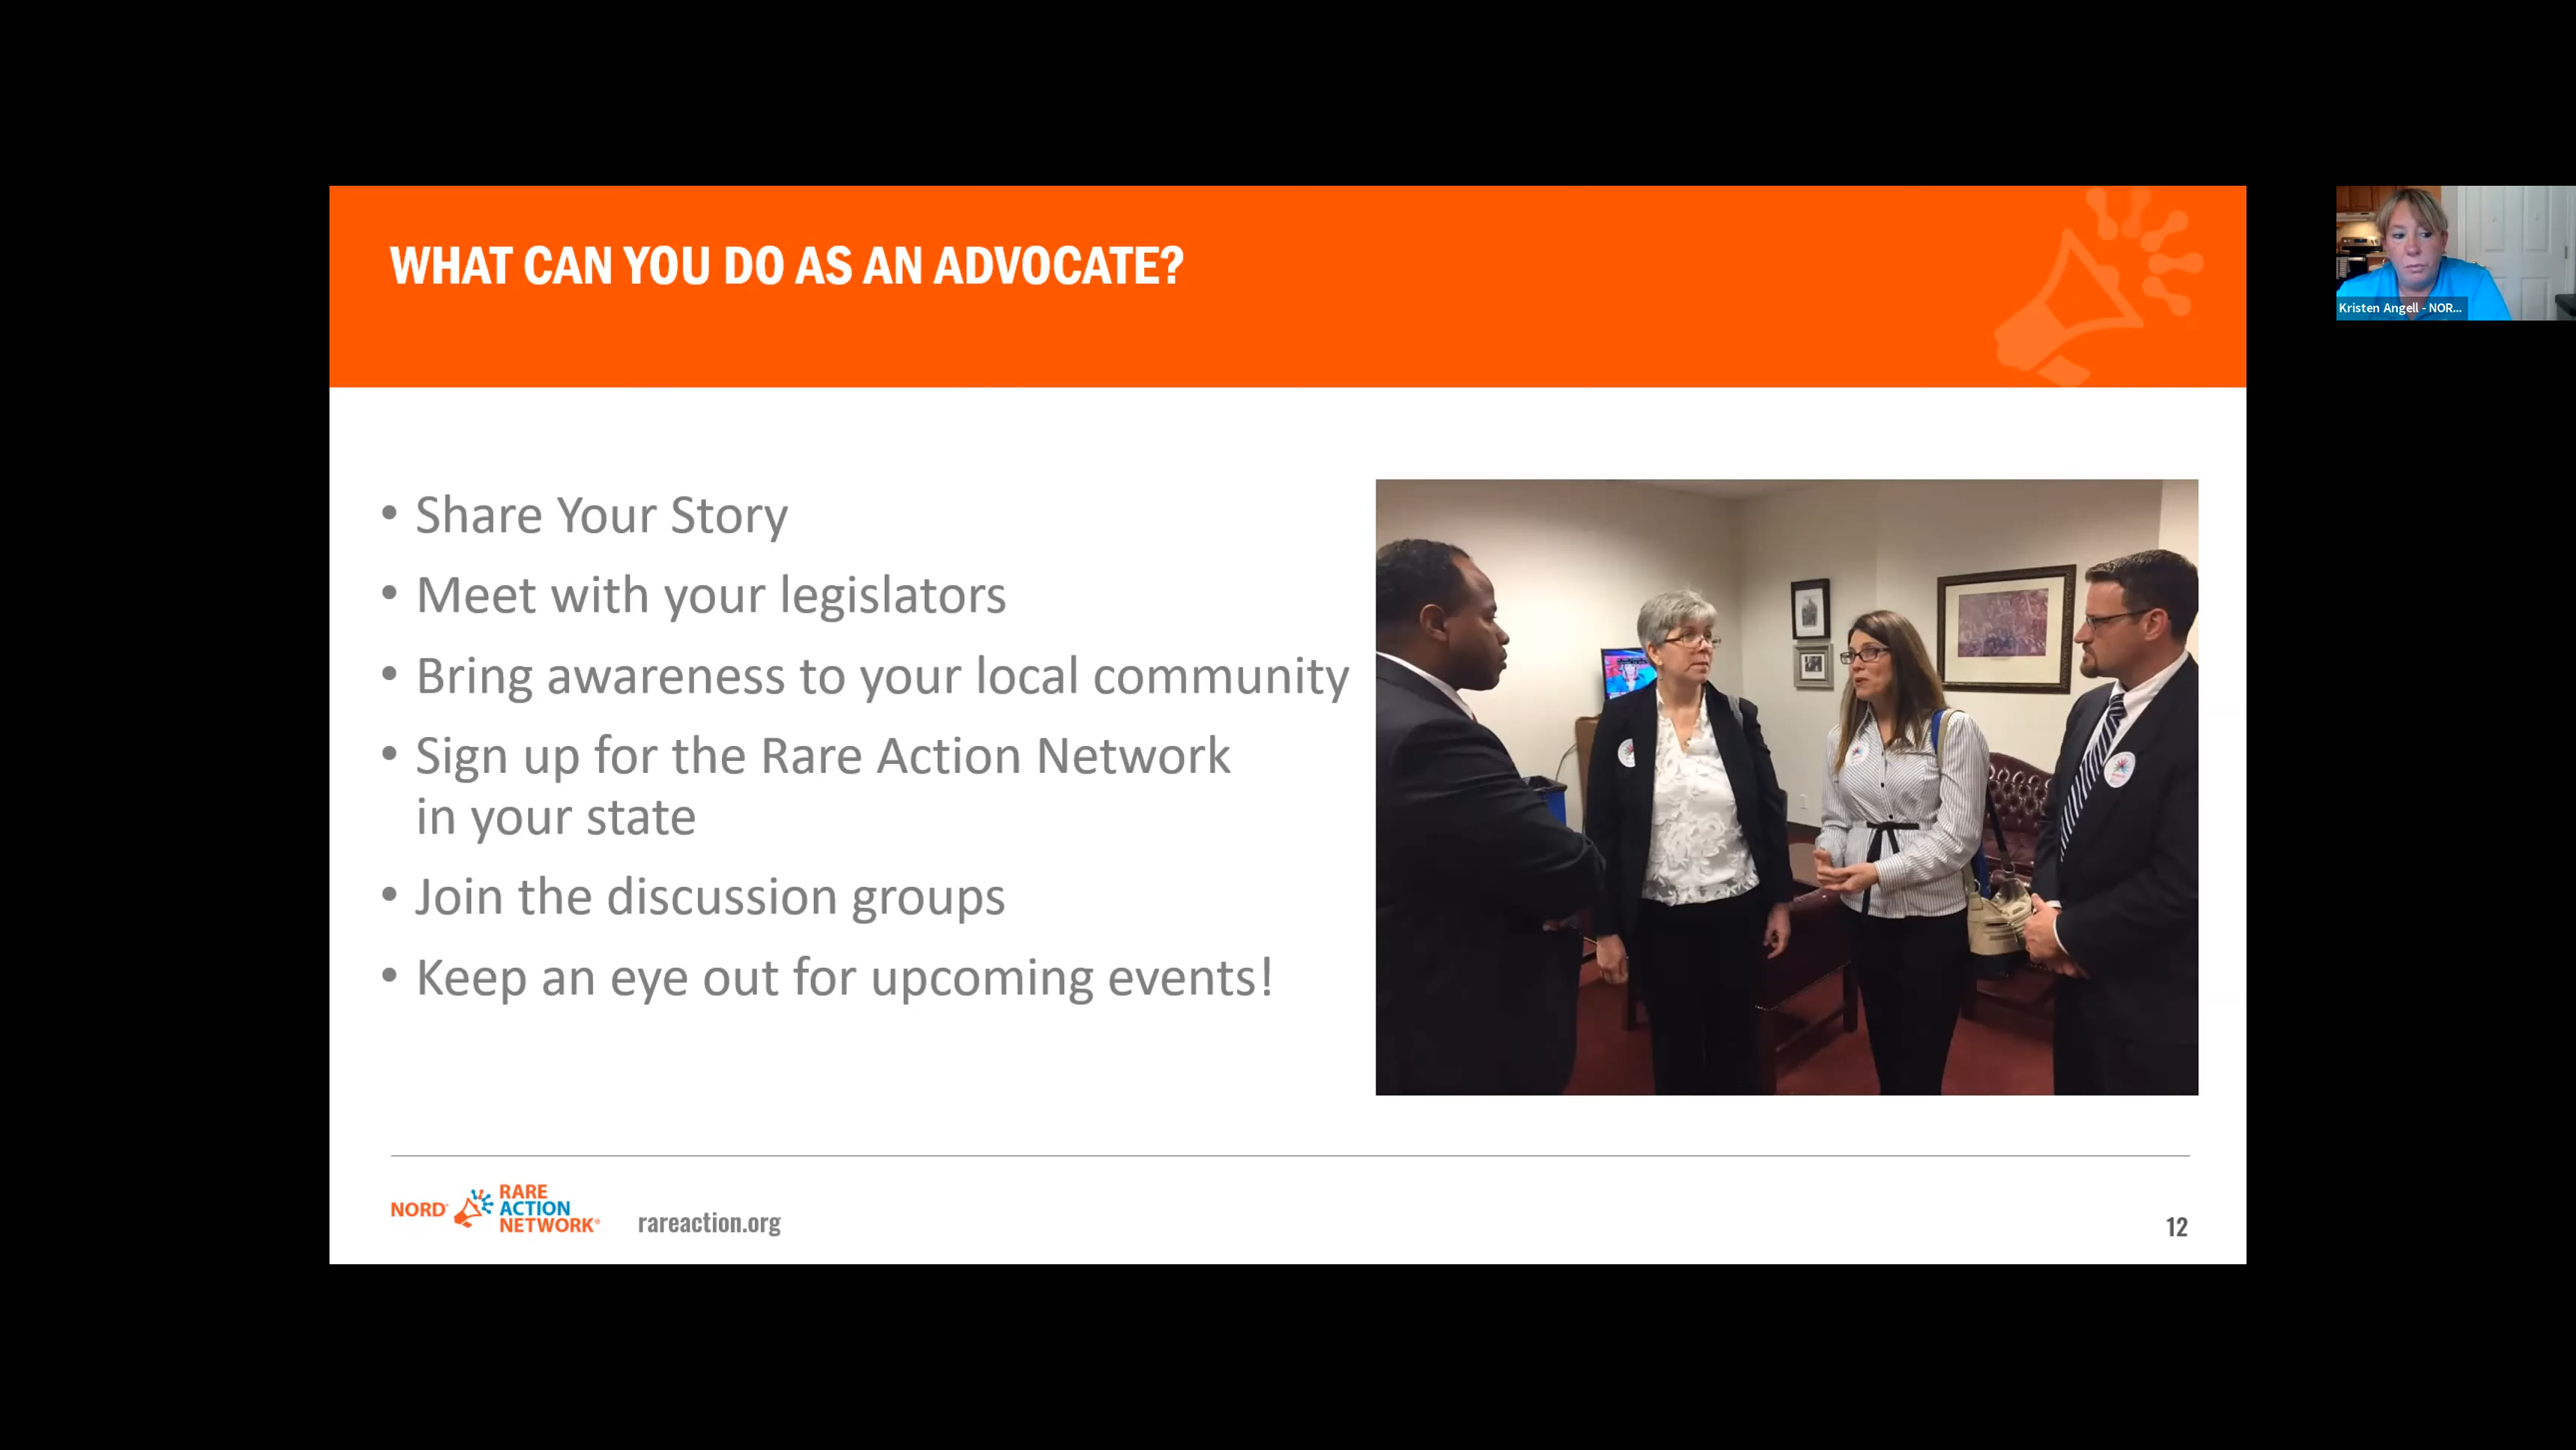 WHAT CAN YOU DO AS AN ADVOCATE?
Kristen Angell - NOR...
• Share Your Story
• Meet with your legislators
• Bring awareness to your local community
• Sign up for the Rare Action Network
in your state
• Join the discussion groups
• Keep an eye out for upcoming events!
NORD®
RARE
ACTION
NETWORK®
rareaction.org
12